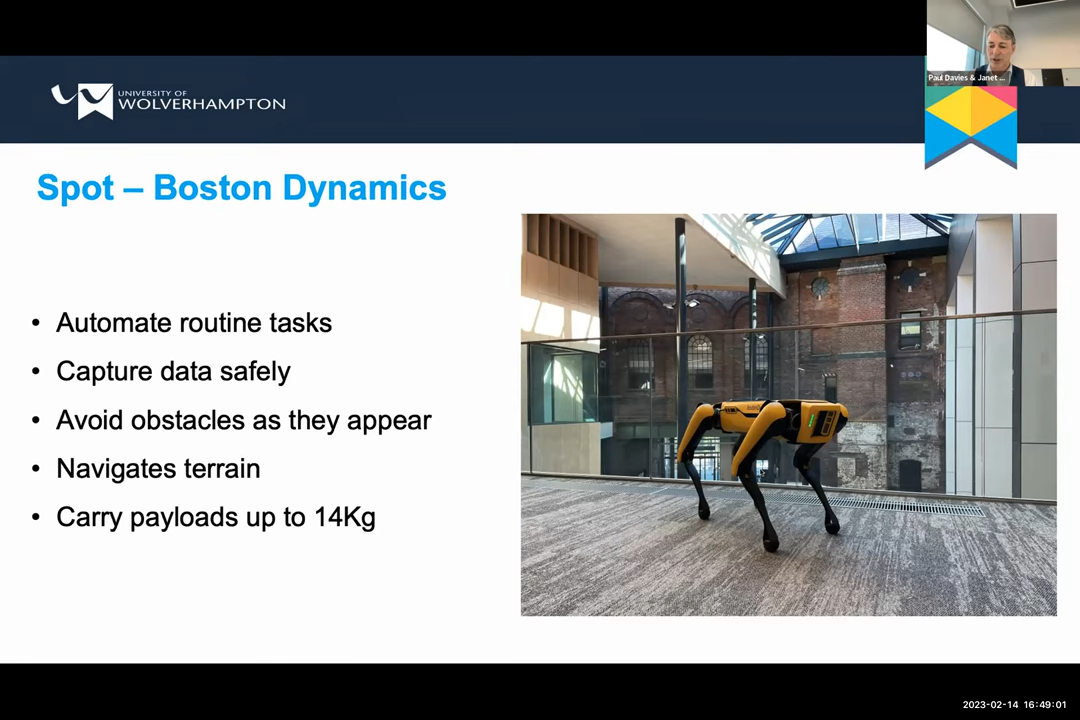 Paul Davies & Janet ...
UNIVERSITY OF
WOLVERHAMPTON
Spot – Boston Dynamics
• Automate routine tasks
• Capture data safely
• Avoid obstacles as they appear
• Navigates terrain
• Carry payloads up to 14Kg
2023-02-14 16:49:01